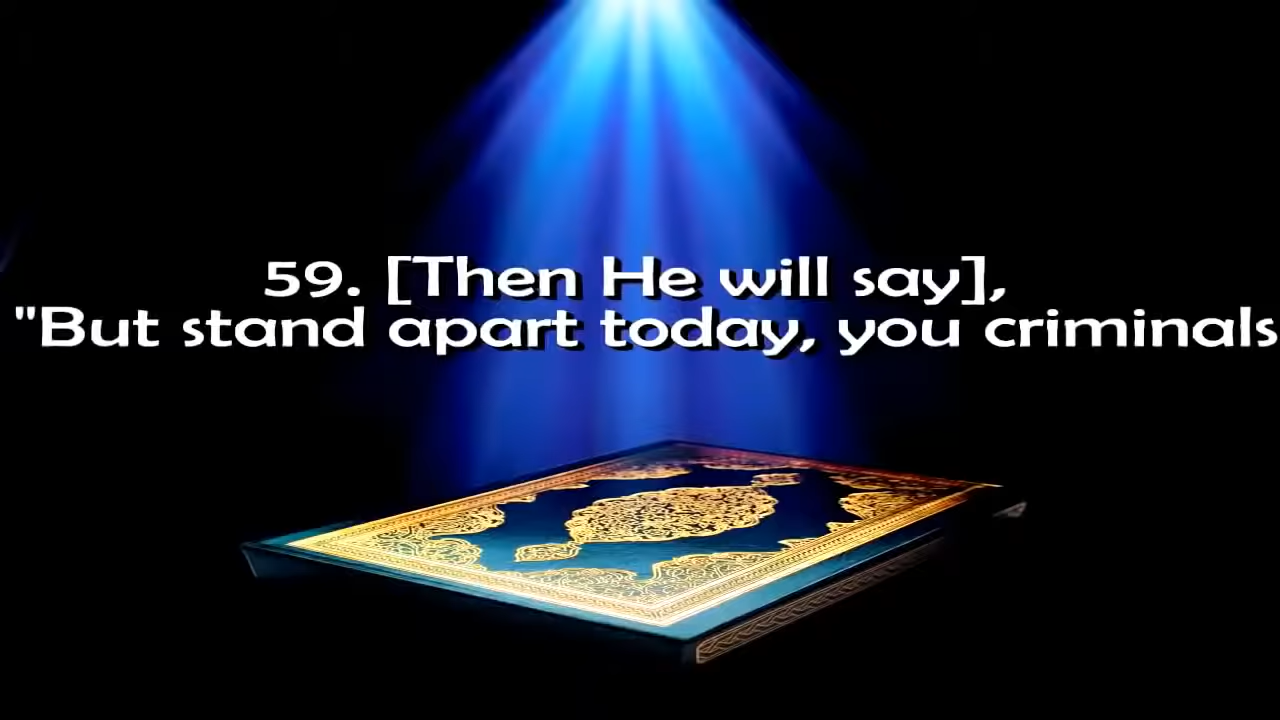 59. [Then He will say],
"But stand apart today, you criminals